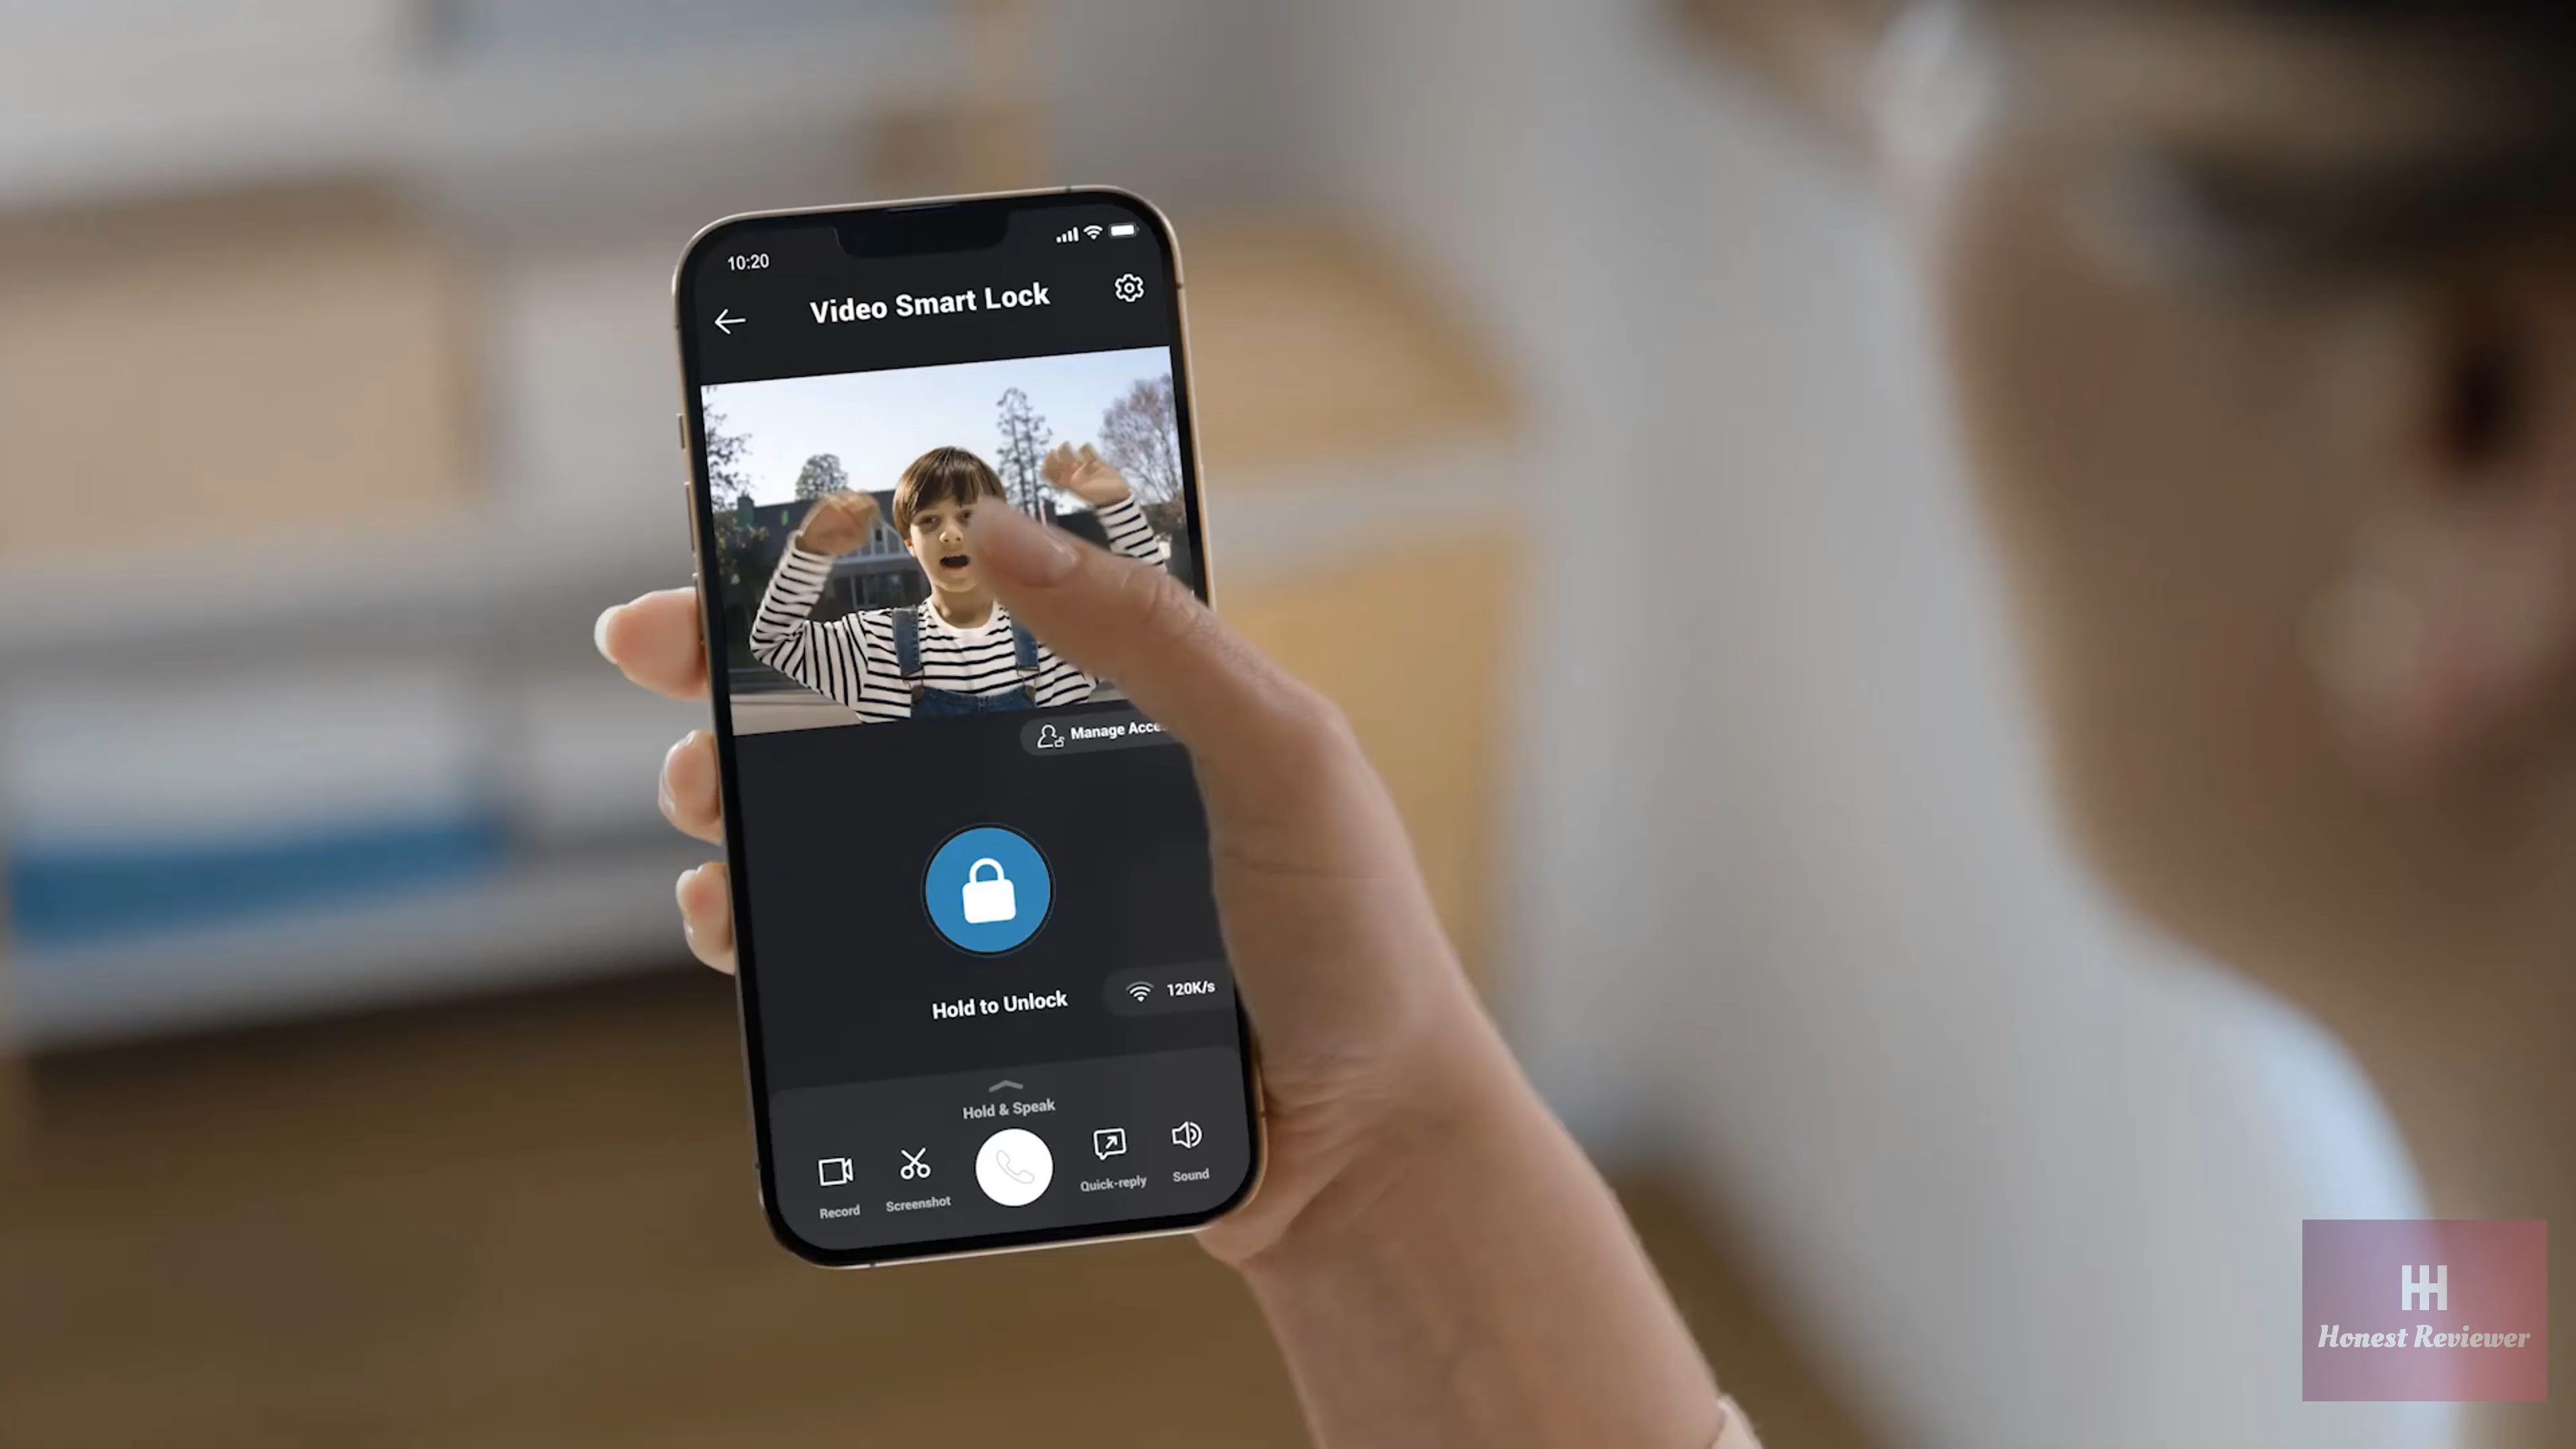 10:20
Video Smart Lock
Manage
Hold to Unlock
120K/s
Hold & Speak
Record
Screenshot
Quick-reply
Sound
Honest Reviewer